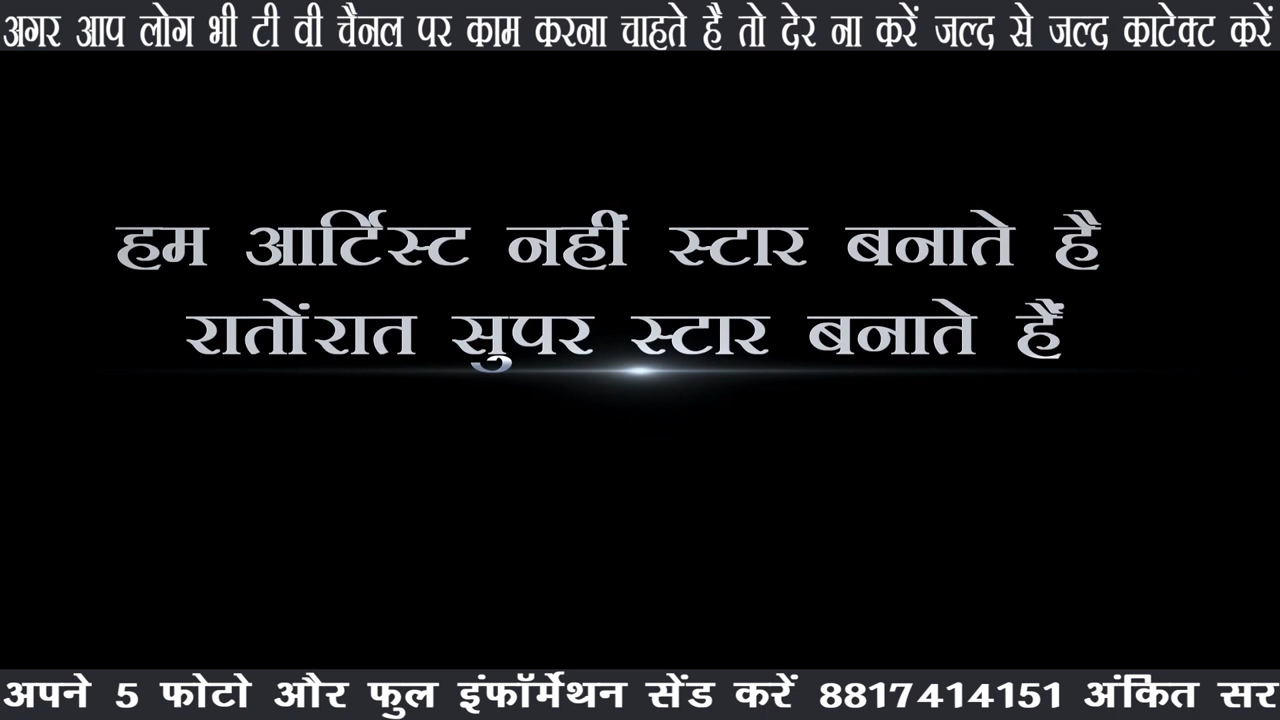 अगर आप लोग भी टी वी चैनल पर काम करना चाहते है तो देर ना करें जल्द से जल्द काटेक्ट करें
हम आर्टिस्ट नहीं स्टार बनाते है
रातोंरात सुपर स्टार बनाते हैं
अपने 5 फोटो और फुल इंफॉर्मेथन सेंड करें 8817414151 अंकित सर